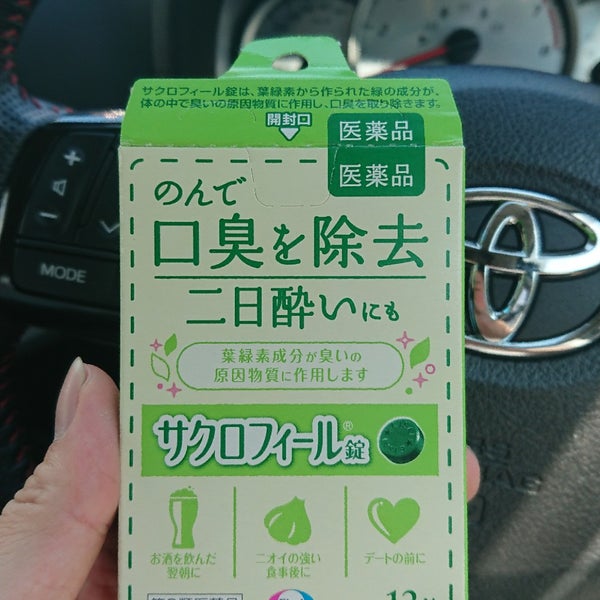 サクロフィール錠は、葉緑素から作られた緑の成分が、
体の中で臭いの原因物質に作用し、口臭を取り除きます。
開封口
医薬品
医薬品
のんで
口臭を除去
二日酔いにも
葉緑素成分が臭いの
原因物質に作用します
サクロフィール®錠
お酒を飲んだ
翌朝に
ニオイの強い
食事後に
デートの前に
MODE